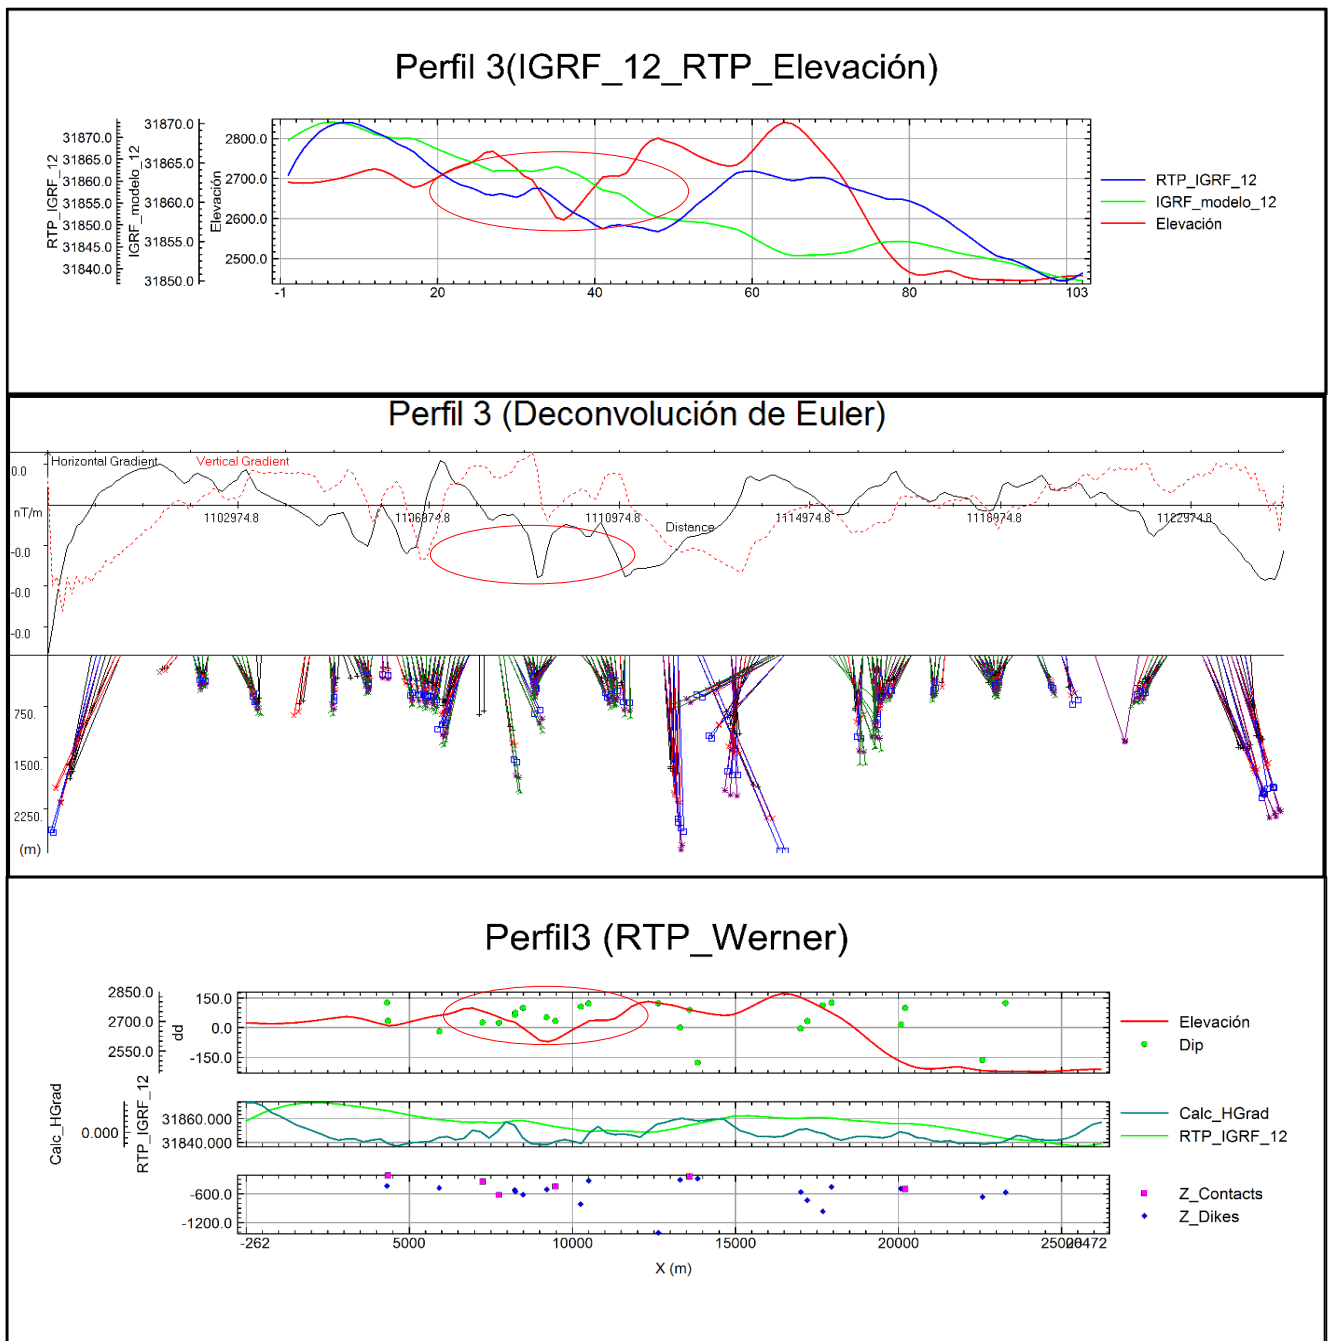 Perfil 3(IGRF_12_RTP_Elevación)
RTP_IGRF_12
31870.0
31865.0
31860.0
31855.0
31850.0
31845.0
31840.0
IGRF_modelo_12
31870.0
31865.0
31860.0
31855.0
31850.0
Elevación
2800.0
2700.0
2600.0
2500.0
-1 20 40 60 80 103
RTP_IGRF_12
IGRF_modelo_12
Elevación
Perfil 3 (Deconvolución de Euler)
Horizontal Gradient Vertical Gradient
0.0
nT/m
-0.0
-0.0
-0.0
1102974.8 1106974.8 1110974.8 1114974.8 1118974.8 1122974.8
Distance
750.
1500.
2250.
(m)
Perfil3 (RTP_Werner)
2850.0
2700.0
2550.0
dd
150.0
0.0
-150.0
Elevación
Dip
Calc_HGrad
0.000
RTP_IGRF_12
31860.000
31840.000
Calc_HGrad
RTP_IGRF_12
-600.0
-1200.0
Z_Contacts
Z_Dikes
-262 5000 10000 15000 20000
X (m)